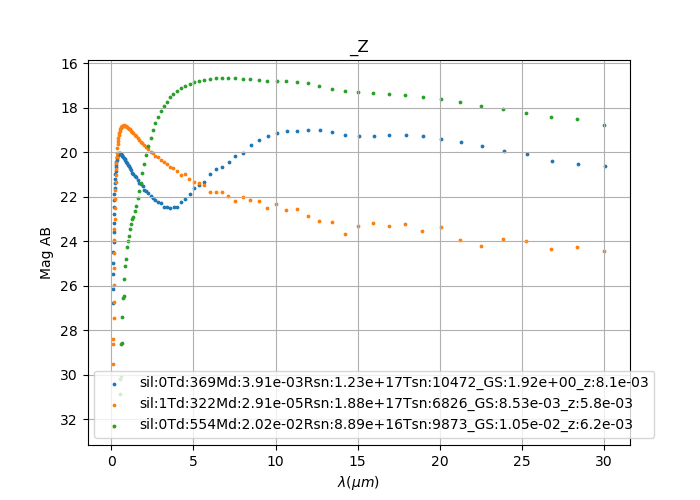 _Z
16
18
20
22
24
26
28
30
32
Mag AB
sil:0Td:369Md:3.91e-03Rsn:1.23e+17Tsn:10472_GS:1.92e+00_z:8.1e-03
sil:1Td:322Md:2.91e-05Rsn:1.88e+17Tsn:6826_GS:8.53e-03_z:5.8e-03
sil:0Td:554Md:2.02e-02Rsn:8.89e+16Tsn:9873_GS:1.05e-02_z:6.2e-03
0 5 10 15 20 25 30
λ(μm)